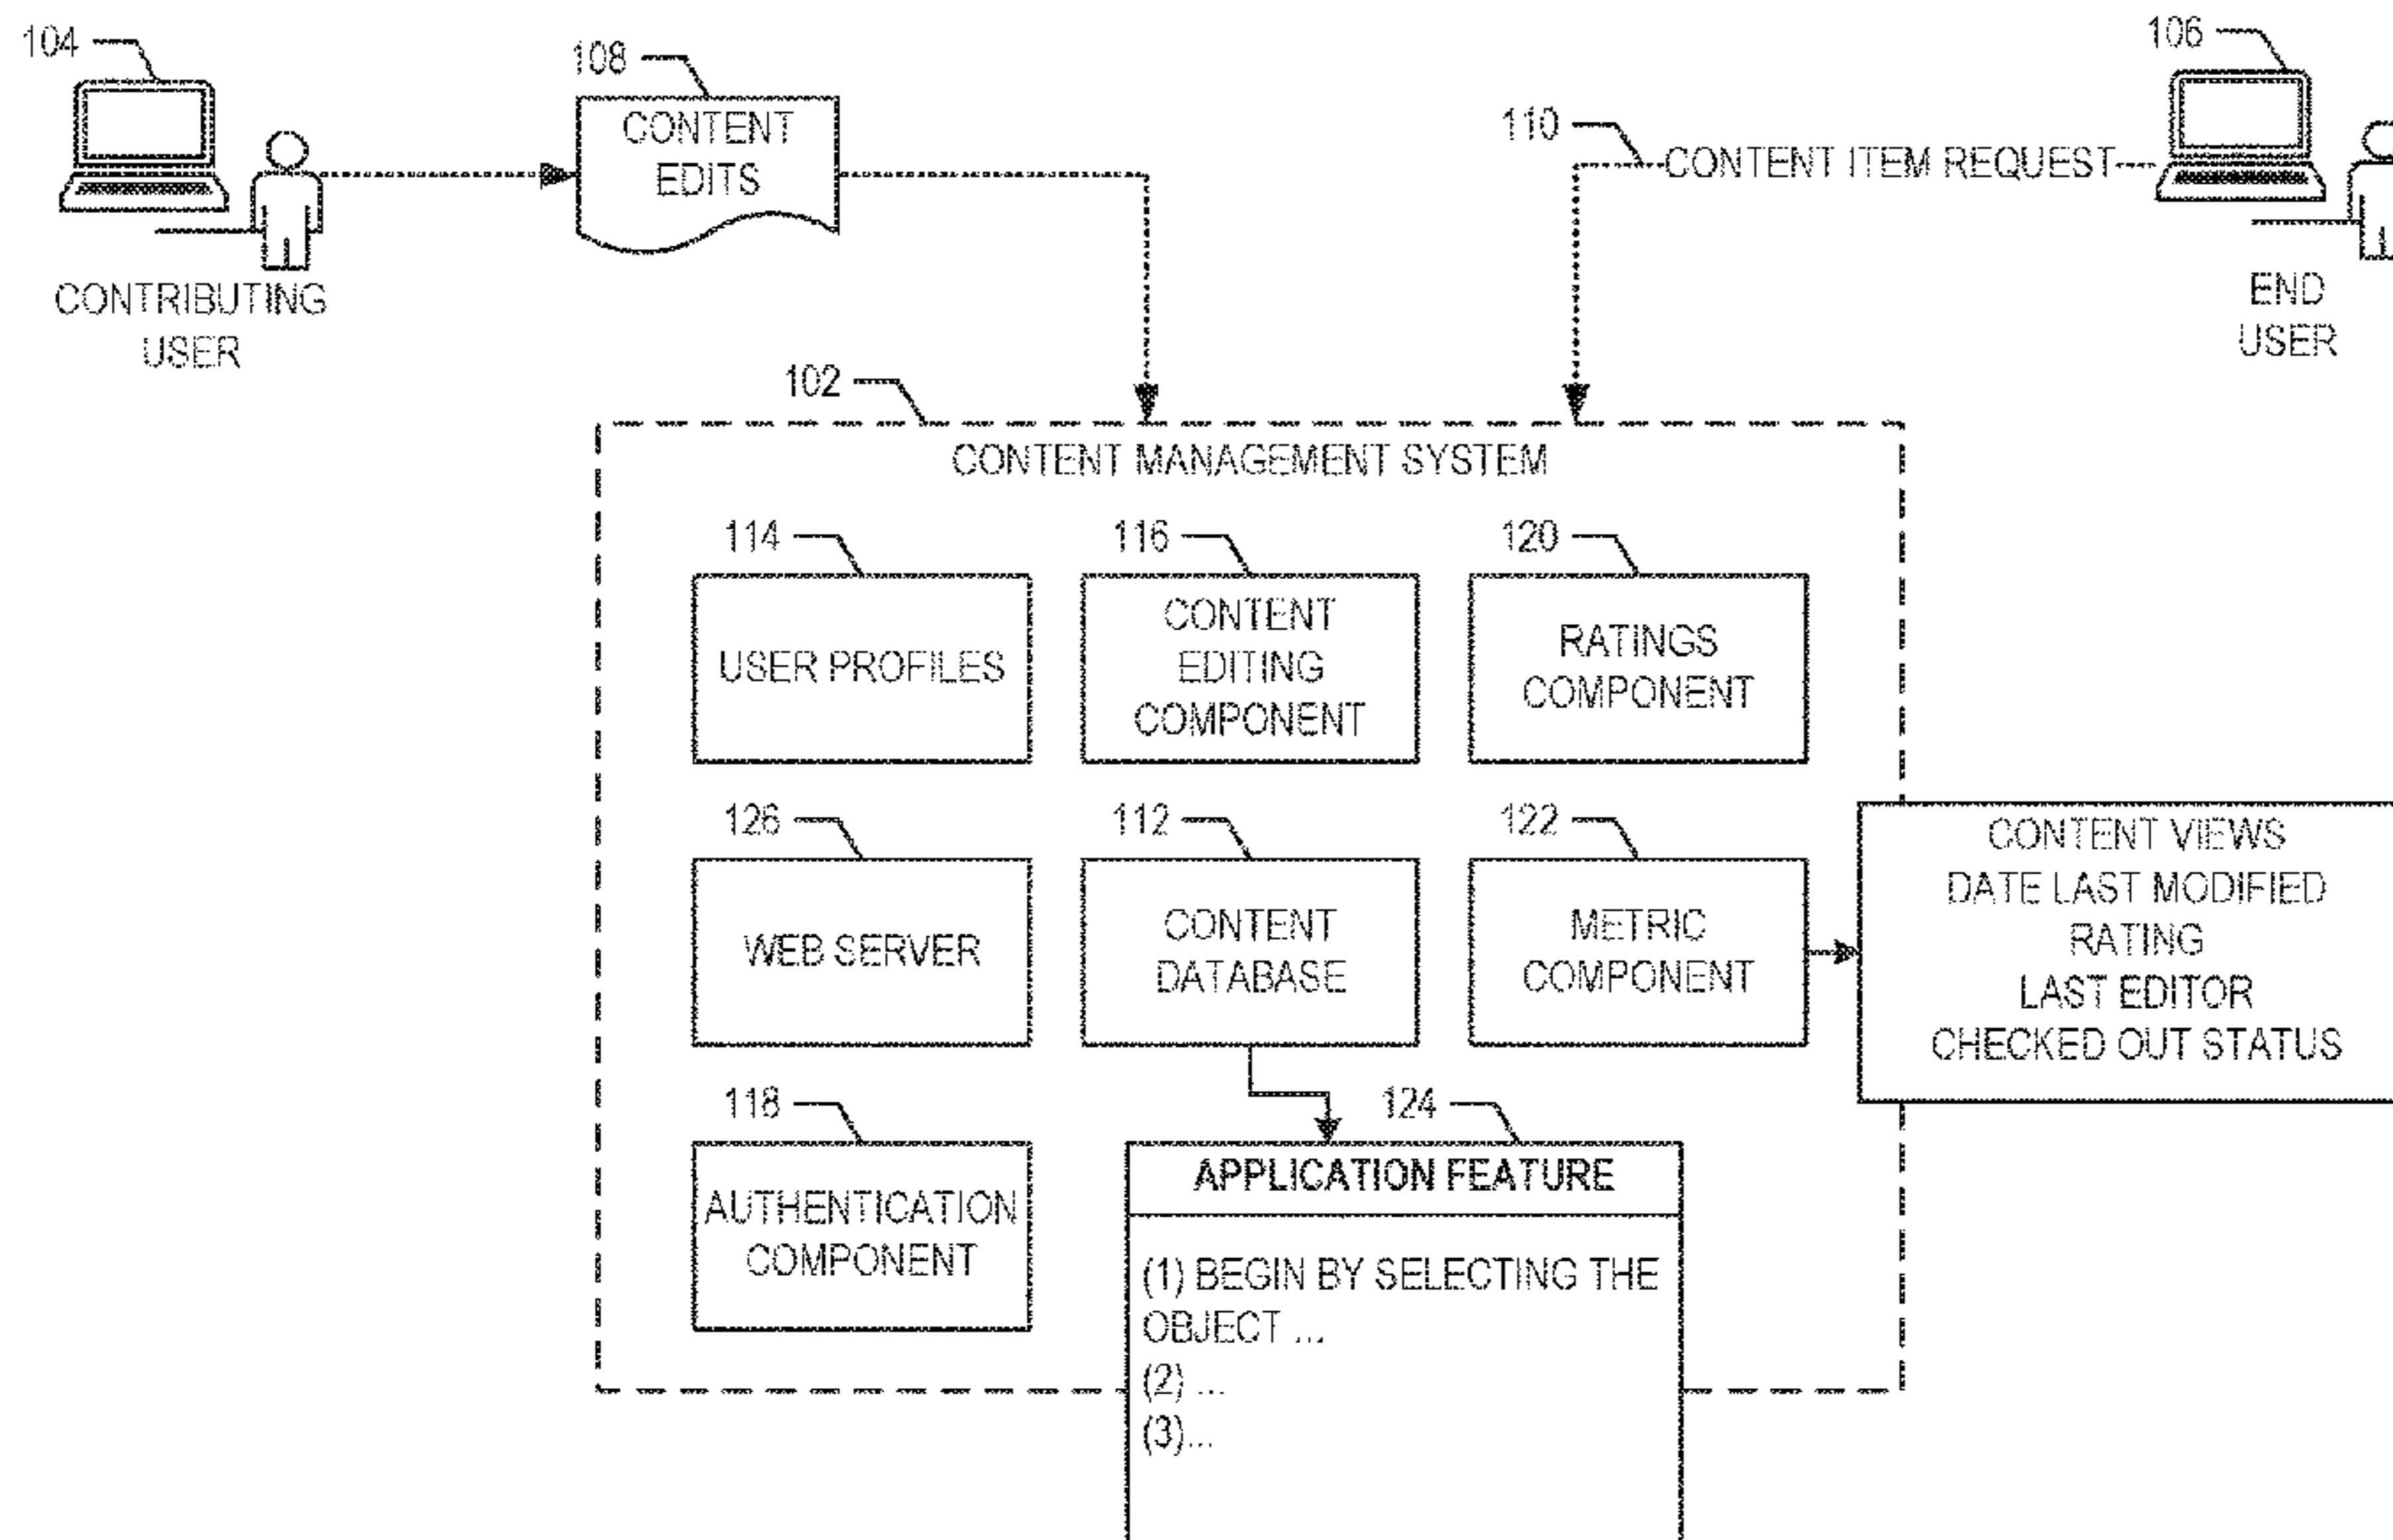 104
108
CONTENT
EDITS
106
110
CONTENT ITEM REQUEST
CONTRIBUTING
USER
END
USER
102
CONTENT MANAGEMENT SYSTEM
114
USER PROFILES
116
CONTENT
EDITING
COMPONENT
120
RATINGS
COMPONENT
126
WEB SERVER
112
CONTENT
DATABASE
122
METRIC
COMPONENT
CONTENT VIEWS
DATE LAST MODIFIED
RATING
LAST EDITOR
CHECKED OUT STATUS
118
AUTHENTICATION
COMPONENT
124
APPLICATION FEATURE
(1) BEGIN BY SELECTING THE
OBJECT ...
(2) ...
(3)...